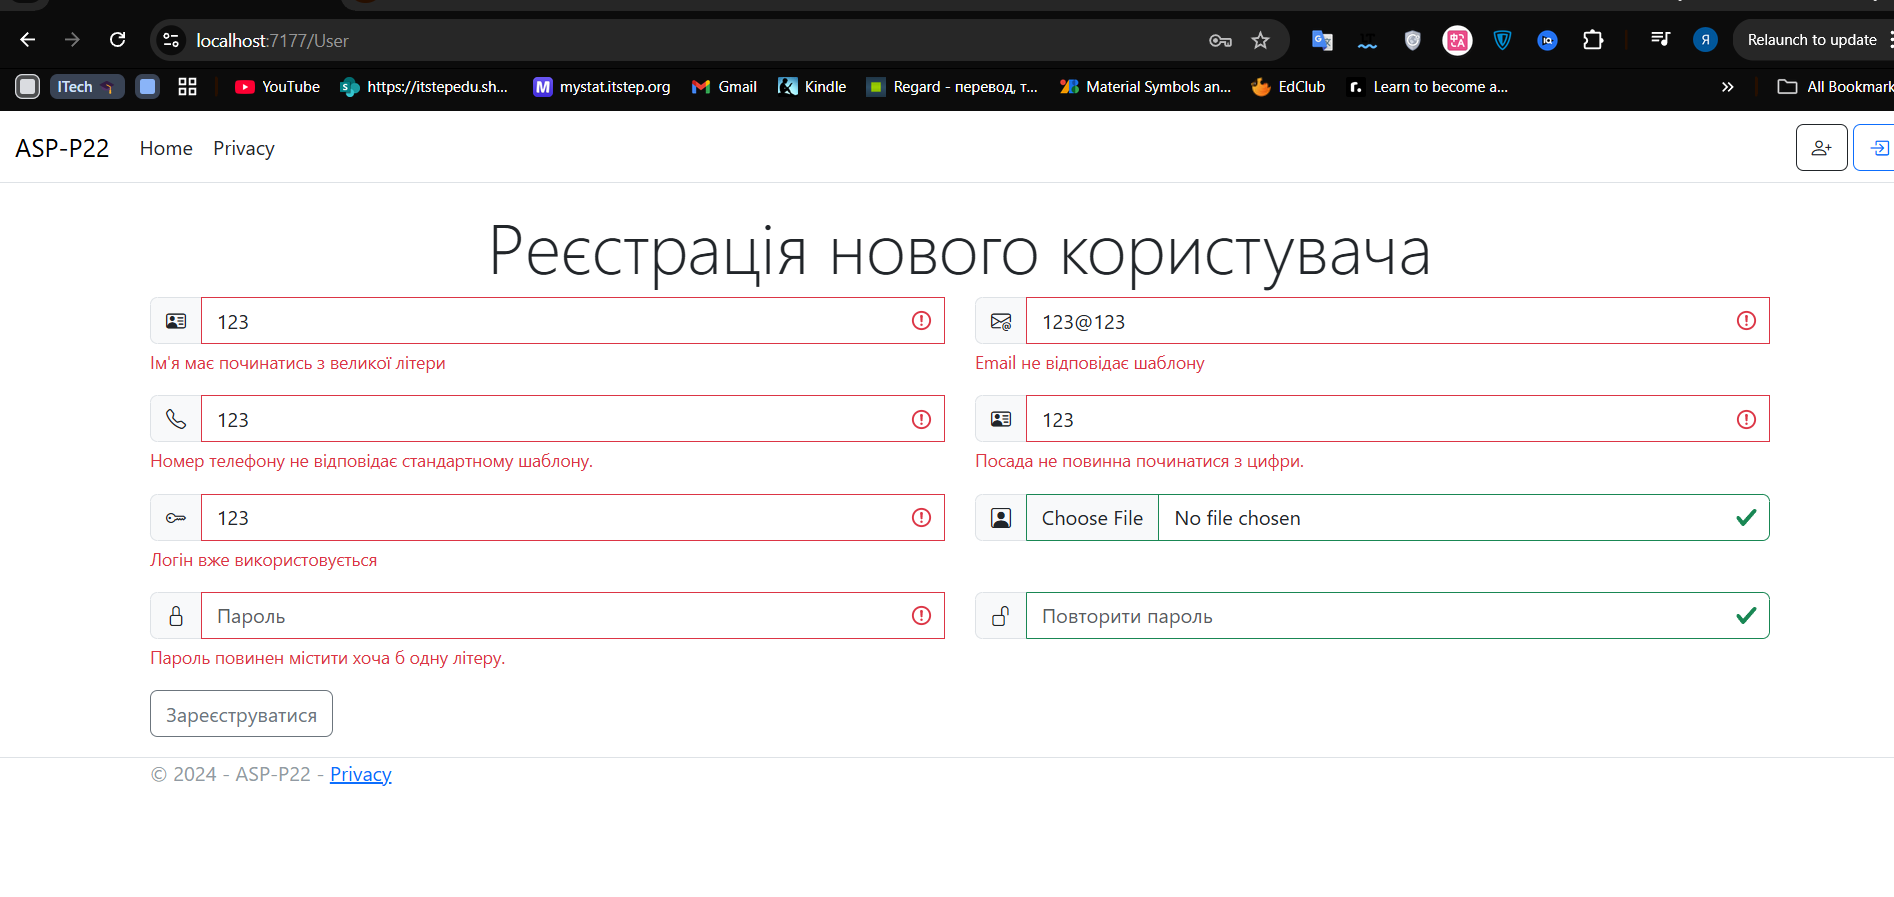 localhost:7177/User
Relaunch to update
ITech
YouTube
https://itstepedu.sh...
mystat.itstep.org
Gmail
Kindle
Regard - перевод, т...
Material Symbols an...
EdClub
Learn to become a...
»
All Bookmark
ASP-P22 Home Privacy
Реєстрація нового користувача
123
123@123
Ім'я має починатись з великої літери
Email не відповідає шаблону
123
123
Номер телефону не відповідає стандартному шаблону.
Посада не повинна починатися з цифри.
123
Choose File No file chosen
Логін вже використовується
Пароль
Повторити пароль
Пароль повинен містити хоча б одну літеру.
Зареєструватися
© 2024 - ASP-P22 - Privacy